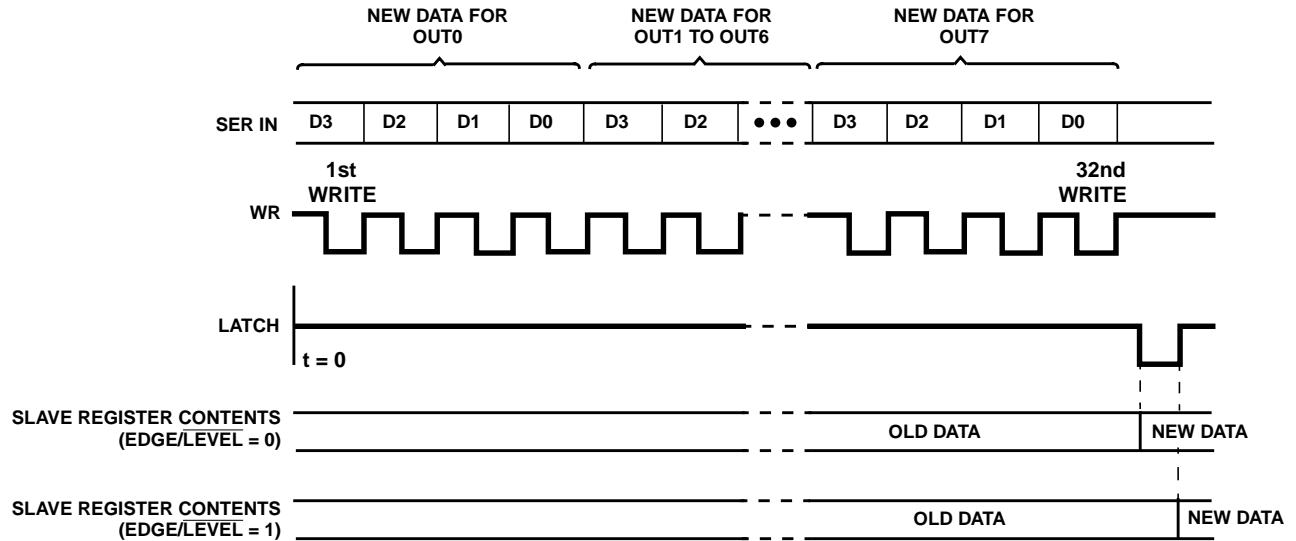 NEW DATA FOR
OUT0
NEW DATA FOR
OUT1 TO OUT6
NEW DATA FOR
OUT7
SER IN
D3
D2
D1
D0
D3
D2
D3
D2
D1
D0
1st
WRITE
32nd
WRITE
WR
LATCH
t = 0
SLAVE REGISTER CONTENTS
(EDGE/LEVEL = 0)
OLD DATA
NEW DATA
SLAVE REGISTER CONTENTS
(EDGE/LEVEL = 1)
OLD DATA
NEW DATA